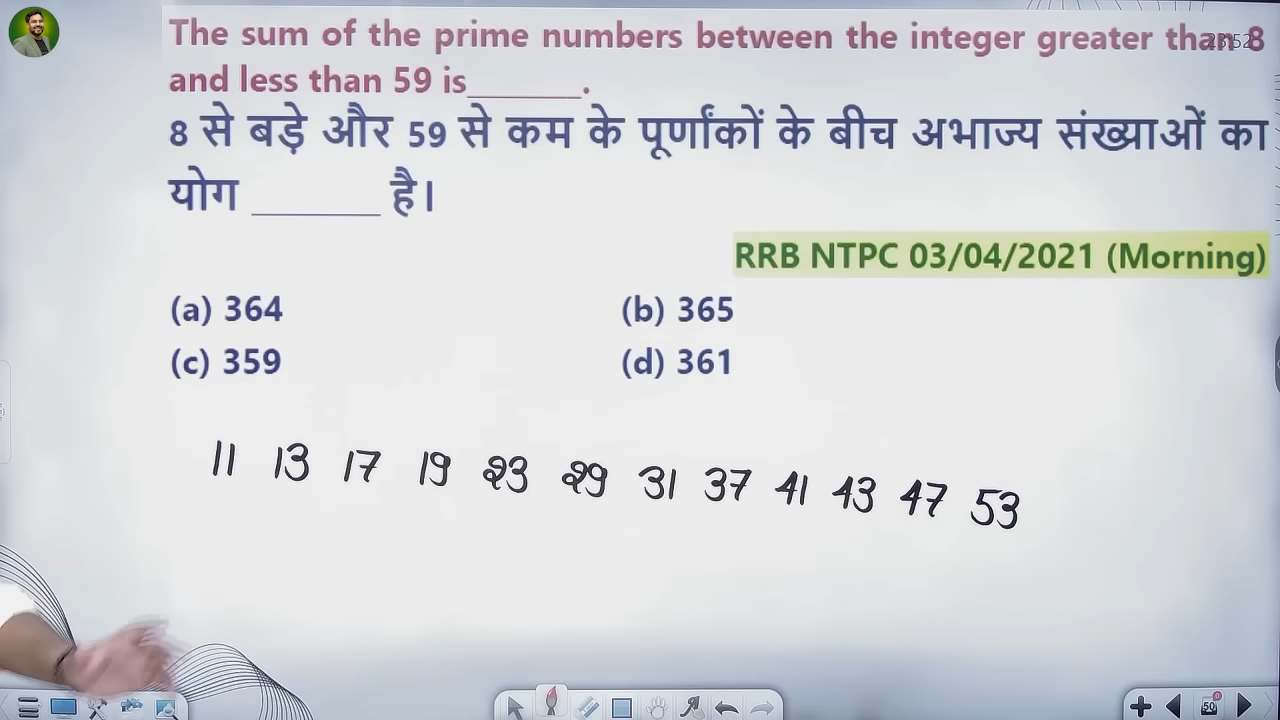 The sum of the prime numbers between the integer greater than 8
and less than 59 is______.
8 से बड़े और 59 से कम के पूर्णांकों के बीच अभाज्य संख्याओं का
योग ______ है।
RRB NTPC 03/04/2021 (Morning)
(a) 364 (b) 365
(c) 359 (d) 361
11 13 17 19 23 29 31 37 41 43 47 53